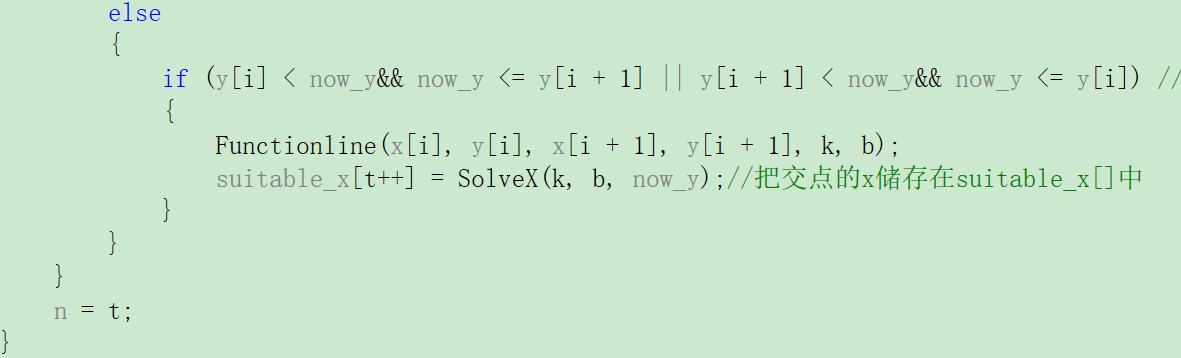 else
{
if (y[i] < now_y&& now_y <= y[i + 1] || y[i + 1] < now_y&& now_y <= y[i]) //
{
Functionline(x[i], y[i], x[i + 1], y[i + 1], k, b);
suitable_x[t++] = SolveX(k, b, now_y);//把交点的x储存在suitable_x[]中
}
}
}
n = t;
}